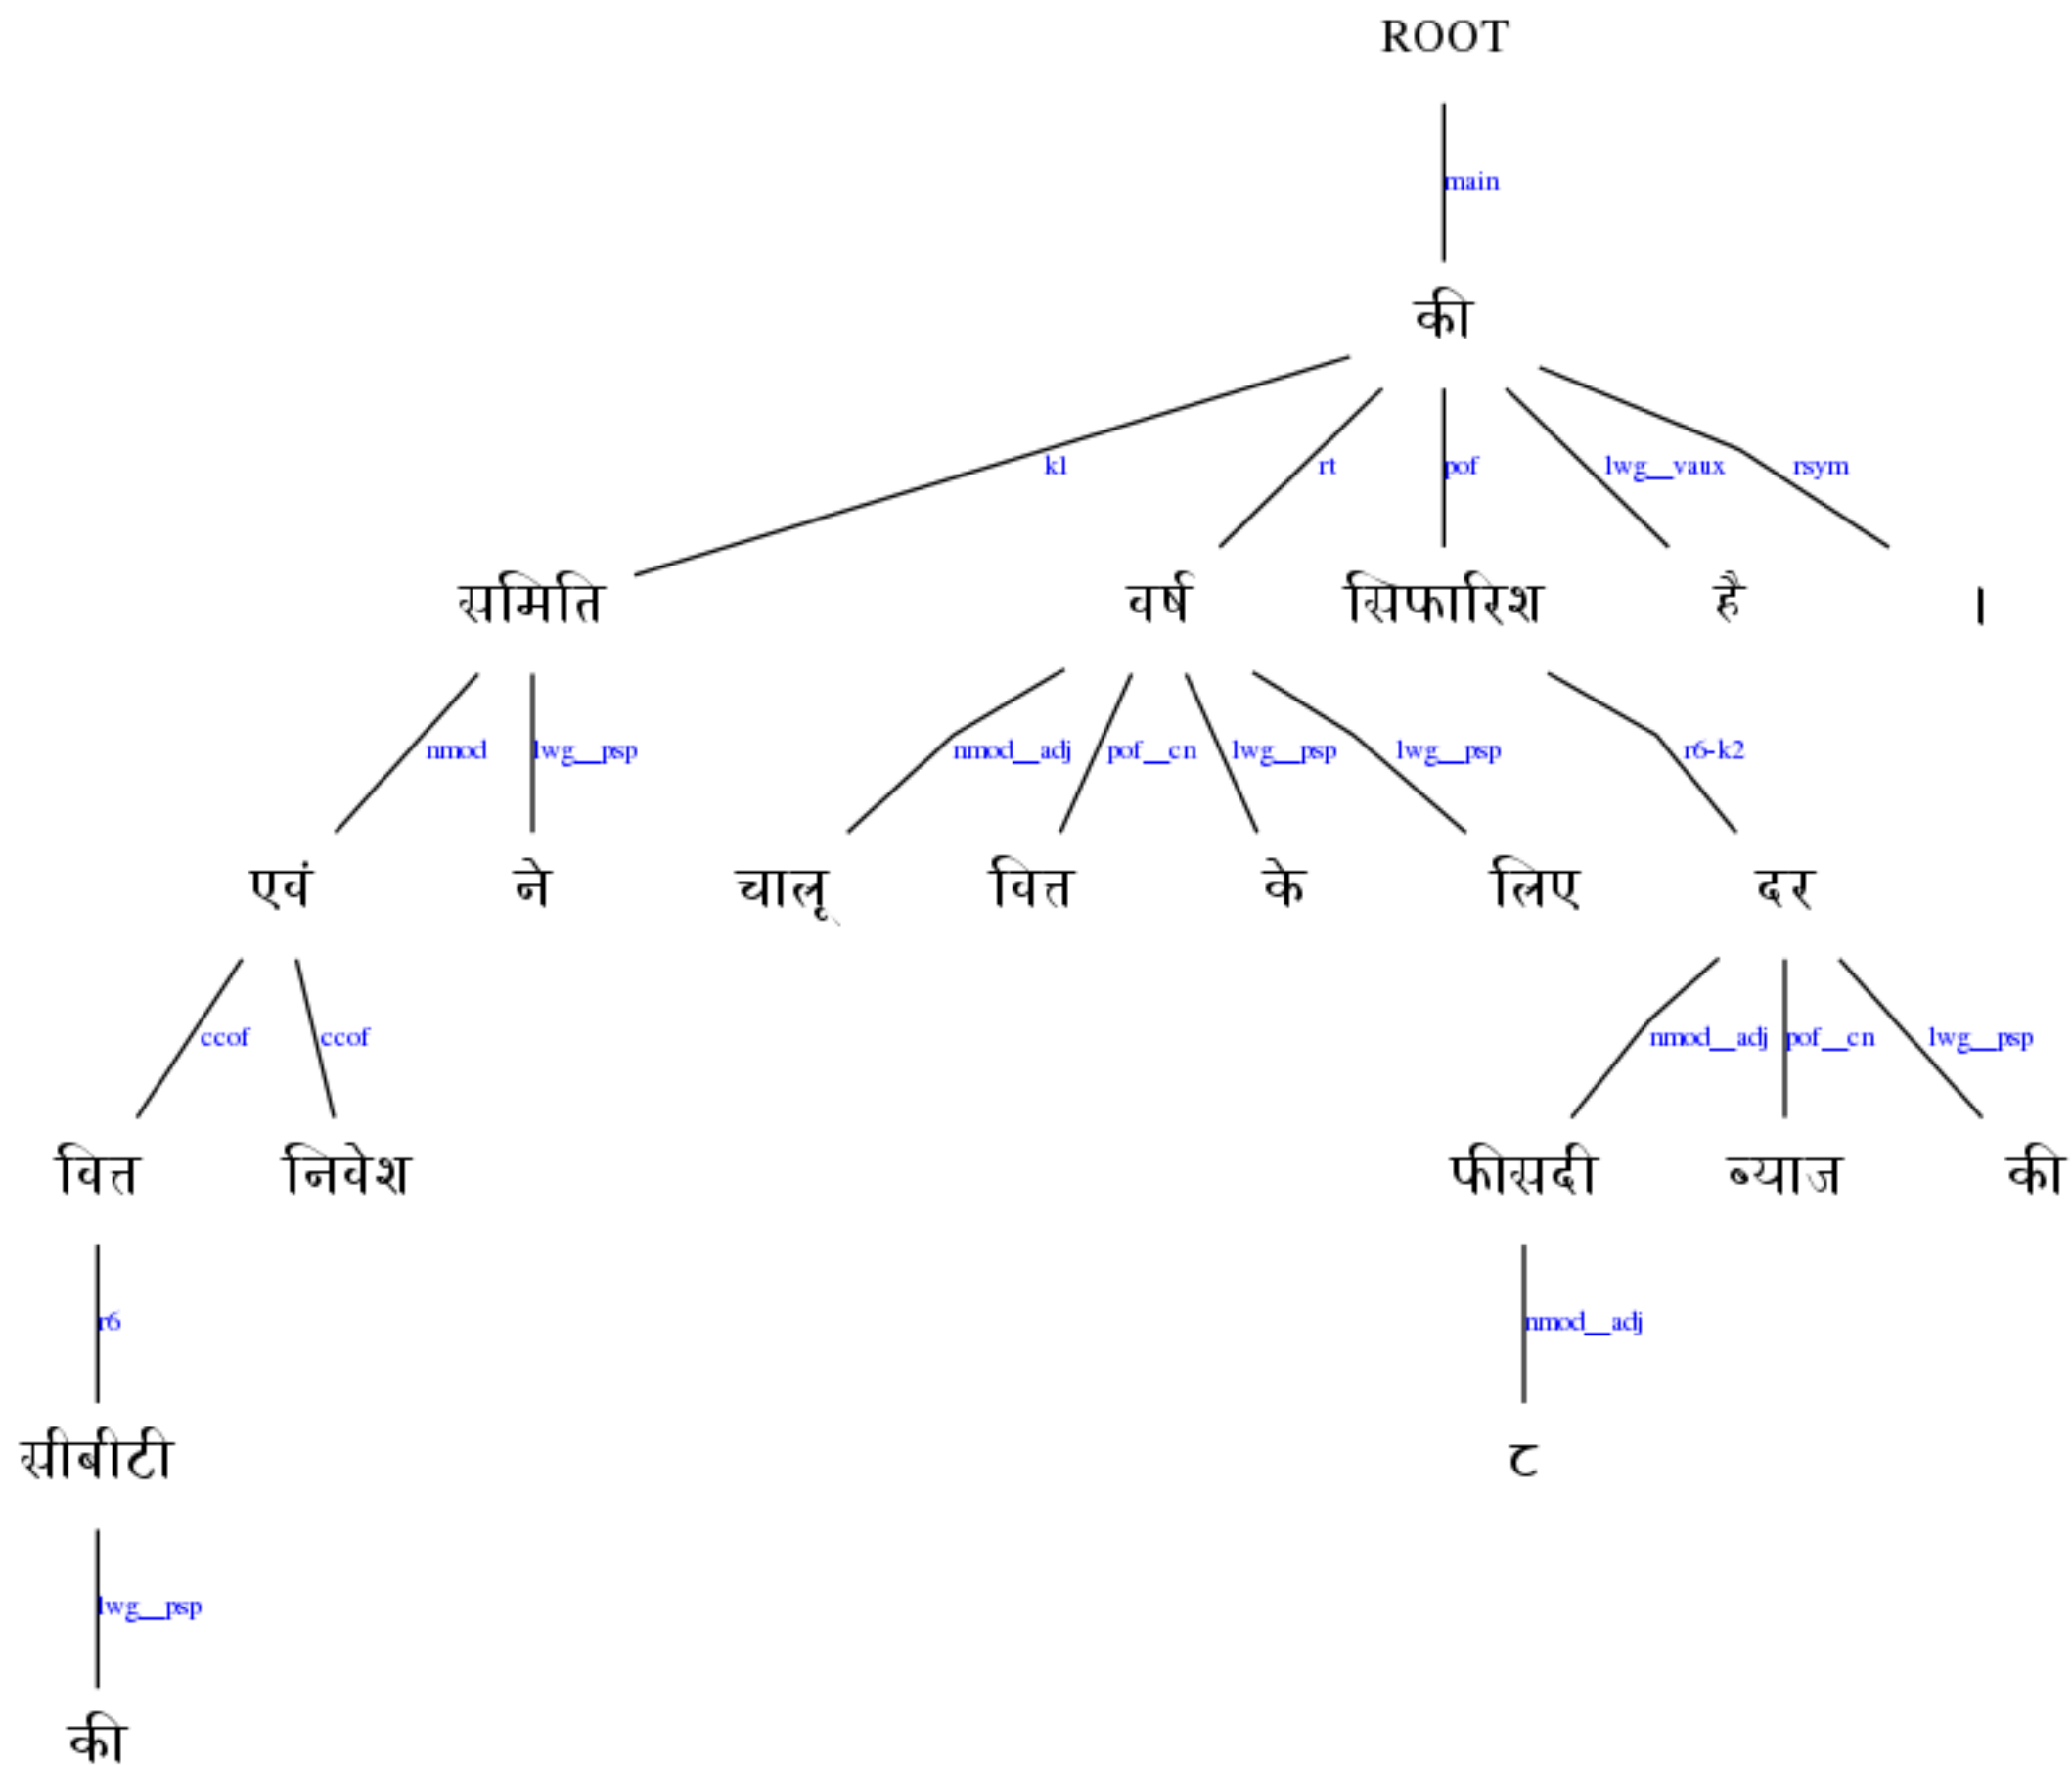 ROOT
main
की
k1 rt pof lwg__vaux rsym
समिति वर्ष सिफारिश है ।
nmod lwg__psp nmod__adj pof__cn lwg__psp lwg__psp r6-k2
एवं ने चालू वित्त के लिए दर
ccof ccof nmod__adj pof__cn lwg__psp
वित्त निवेश फीसदी ब्याज की
r6 nmod__adj
सीबीटी ८
lwg__psp
की